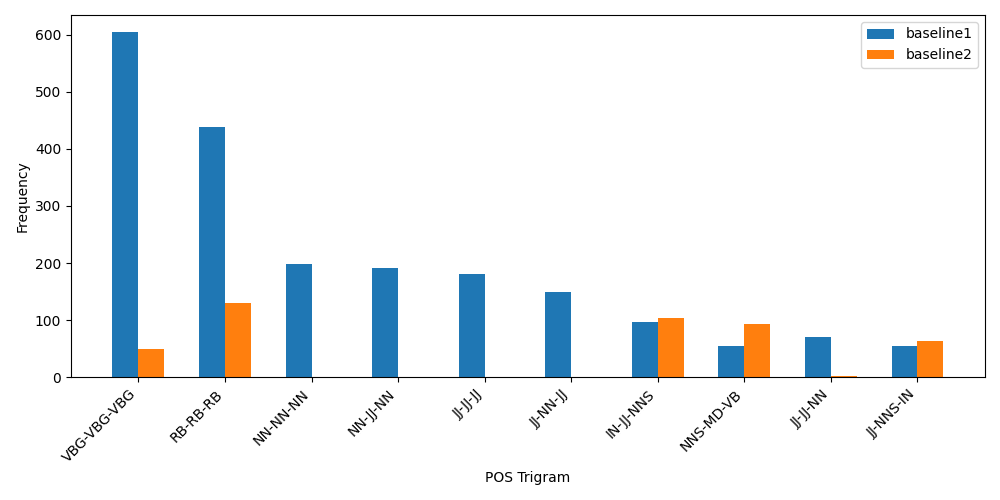 baseline1
baseline2
600
500
400
300
200
100
0
Frequency
VBG-VBG-VBG
RB-RB-RB
NN-NN-NN
NN-JJ-NN
JJ-JJ-JJ
JJ-NN-JJ
IN-JJ-NNS
NNS-MD-VB
JJ-JJ-NN
JJ-NNS-IN
POS Trigram